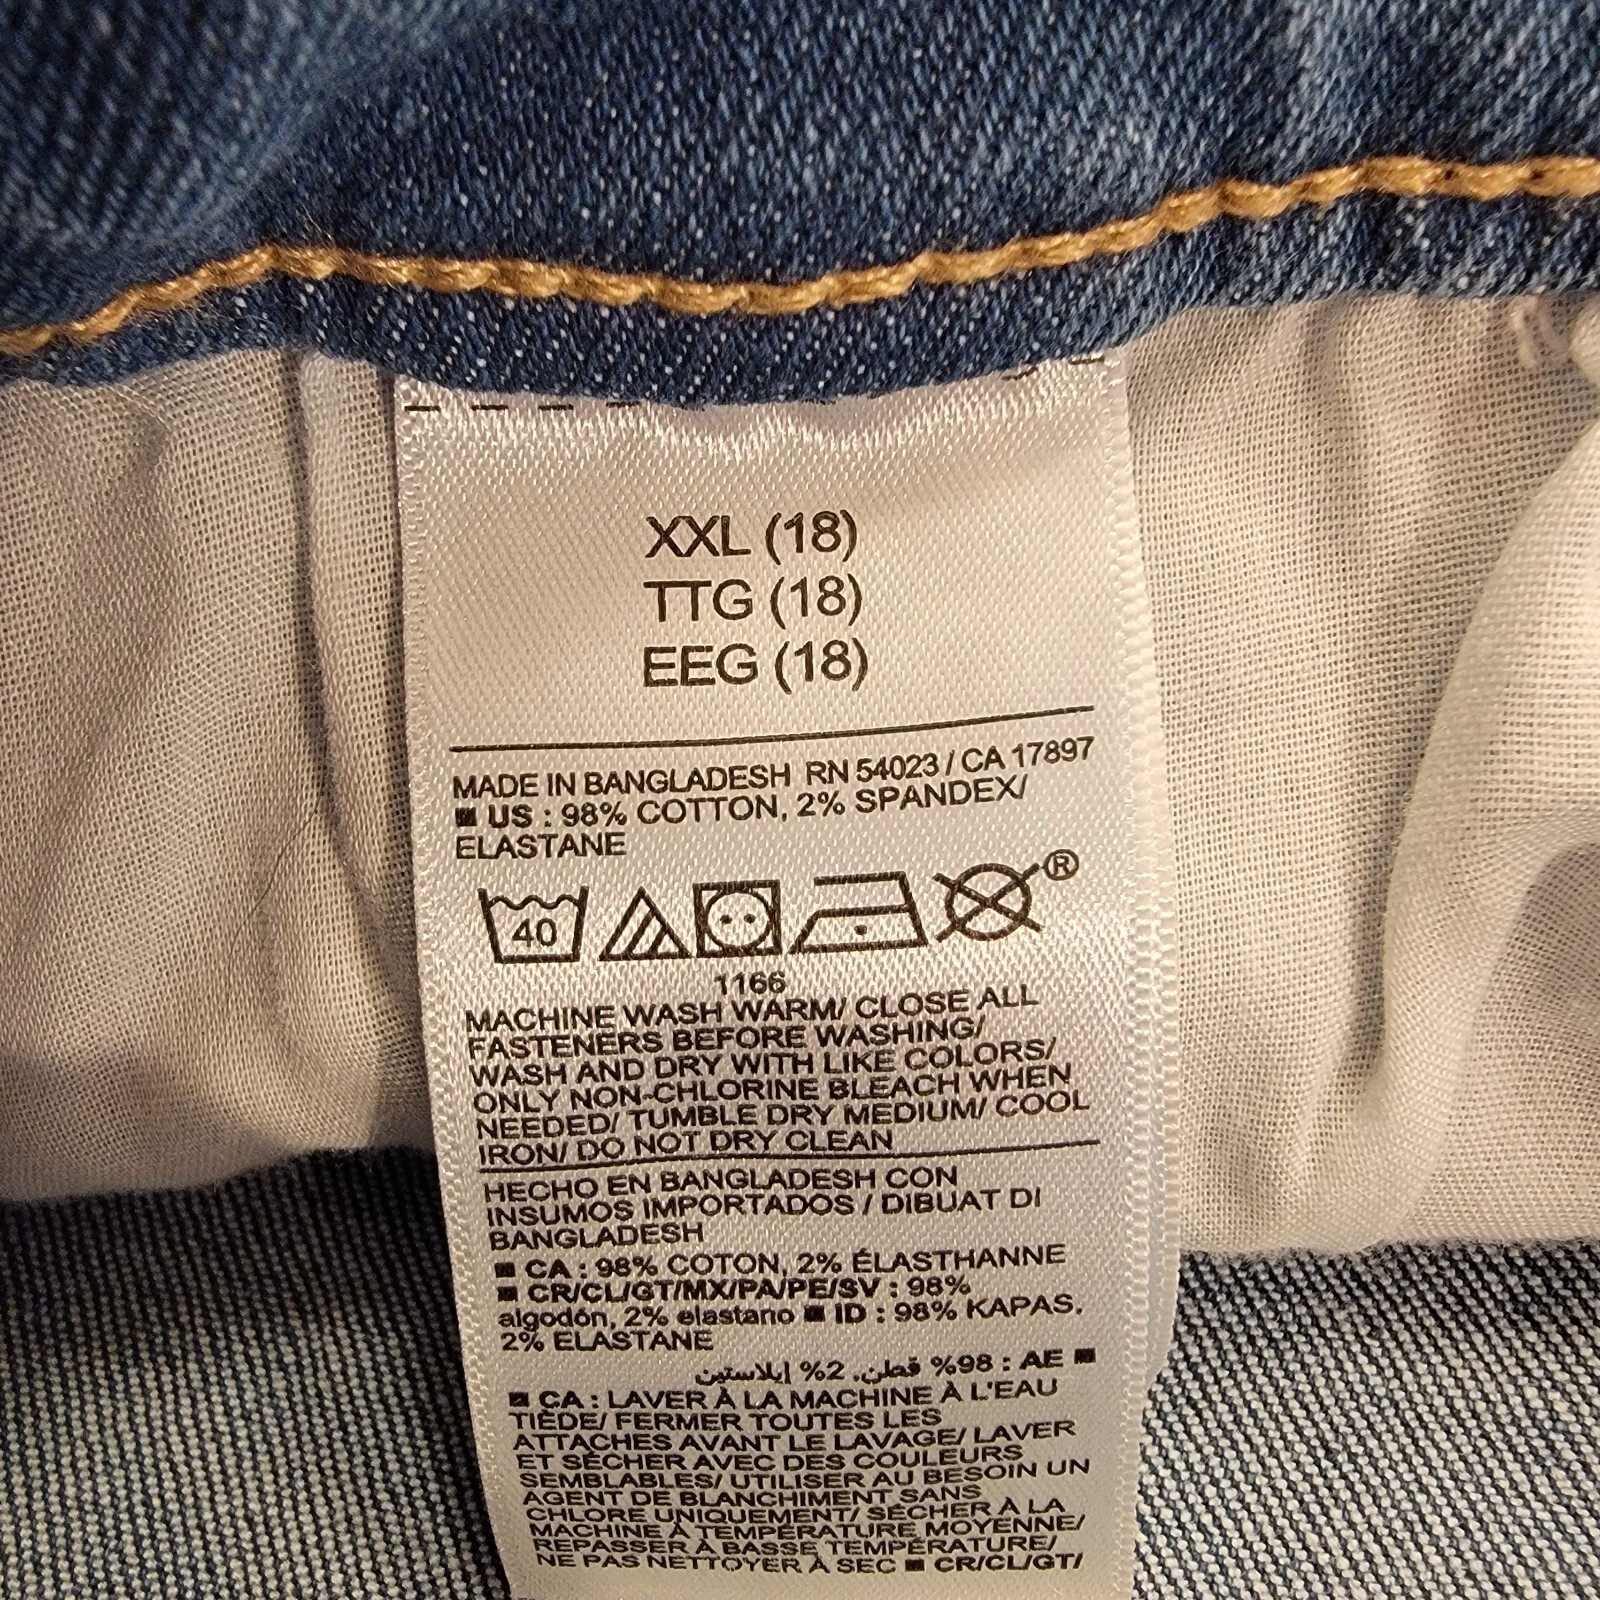 XXL (18)
TTG (18)
EEG (18)
MADE IN BANGLADESH RN 54023 / CA 17897
■ US : 98% COTTON, 2% SPANDEX/
ELASTANE
40
®
1166
MACHINE WASH WARM/ CLOSE ALL
FASTENERS BEFORE WASHING/
WASH AND DRY WITH LIKE COLORS/
ONLY NON-CHLORINE BLEACH WHEN
NEEDED/ TUMBLE DRY MEDIUM/ COOL
IRON/ DO NOT DRY CLEAN
HECHO EN BANGLADESH CON
INSUMOS IMPORTADOS / DIBUAT DI
BANGLADESH
■ CA : 98% COTON, 2% ÉLASTHANNE
■ CR/CL/GT/MX/PA/PE/SV : 98%
algodón, 2% elastano ■ ID : 98% KAPAS,
2% ELASTANE
■ AE : 98% قطن, 2% إيلاستين
■ CA : LAVER À LA MACHINE À L'EAU
TIÈDE/ FERMER TOUTES LES
ATTACHES AVANT LE LAVAGE/ LAVER
ET SÉCHER AVEC DES COULEURS
SEMBLABLES/ UTILISER AU BESOIN UN
AGENT DE BLANCHIMENT SANS
CHLORE UNIQUEMENT/ SÉCHER À LA
MACHINE À TEMPÉRATURE MOYENNE/
REPASSER À BASSE TEMPÉRATURE/
NE PAS NETTOYER À SEC ■ CR/CL/GT/